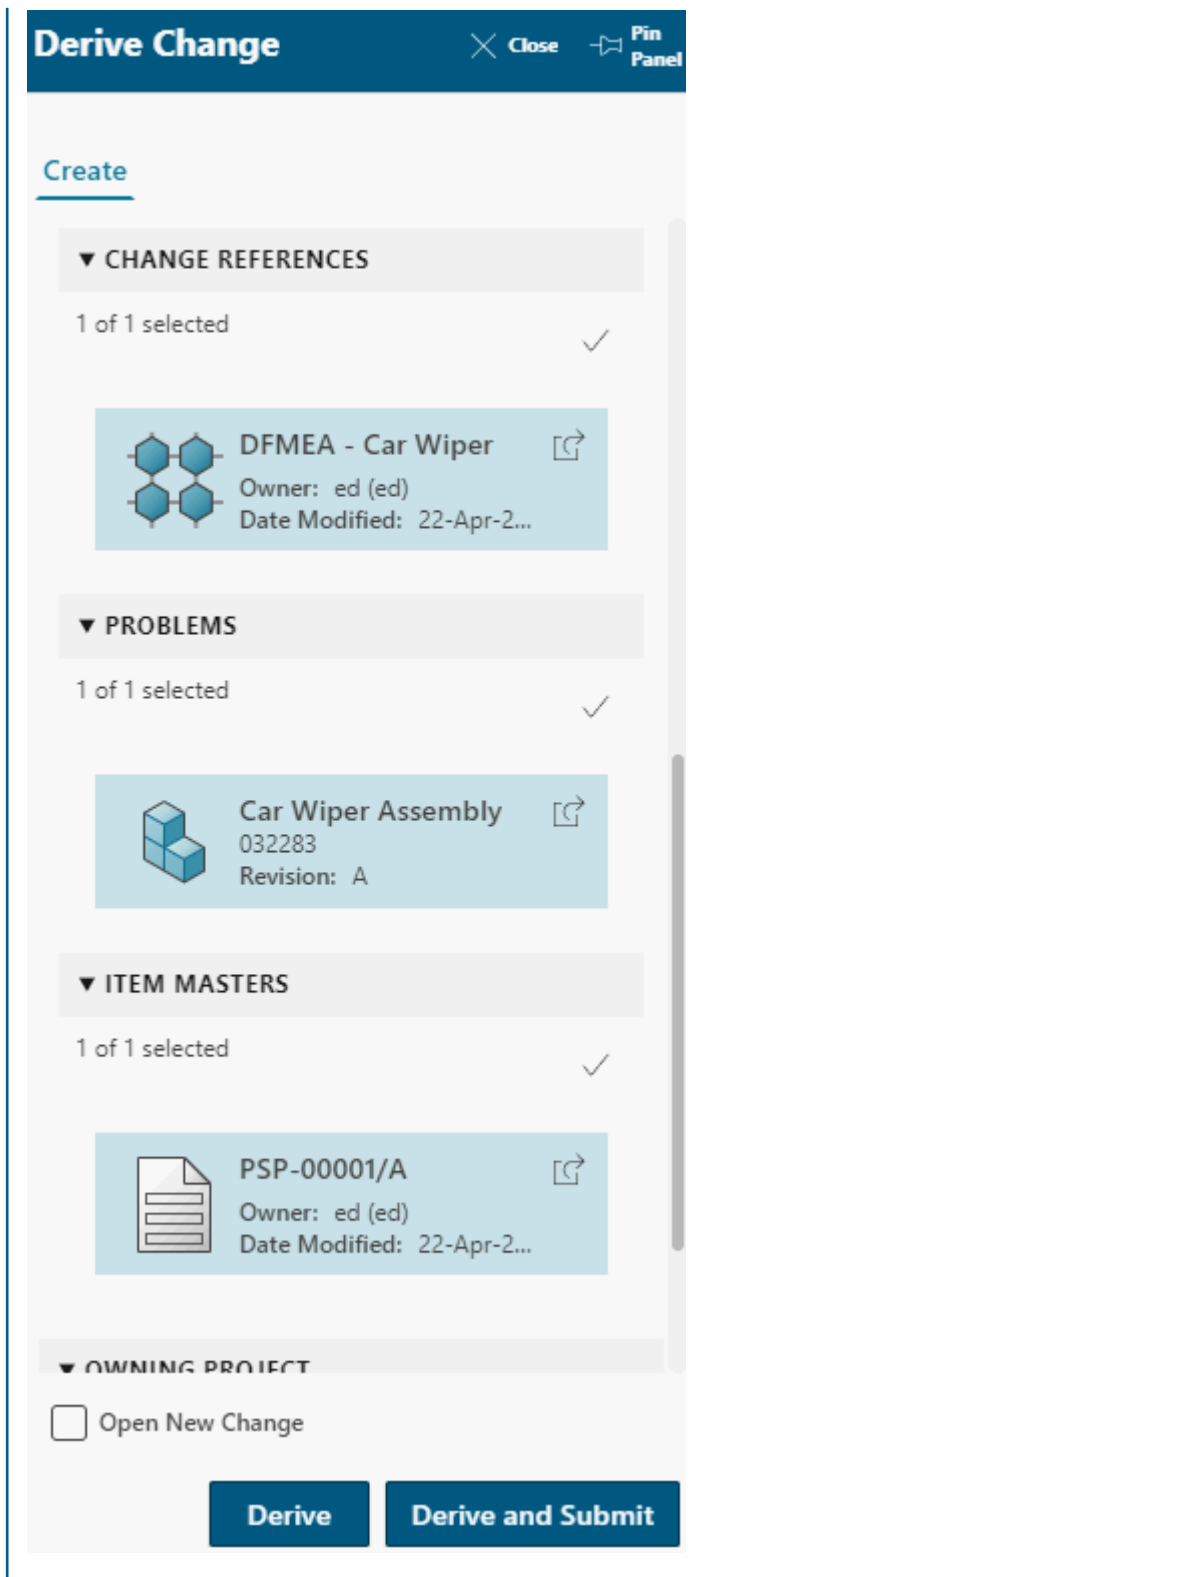 Derive Change
Close
Pin
Panel
Create
CHANGE REFERENCES
1 of 1 selected
DFMEA - Car Wiper
Owner: ed (ed)
Date Modified: 22-Apr-2...
PROBLEMS
1 of 1 selected
Car Wiper Assembly
032283
Revision: A
ITEM MASTERS
1 of 1 selected
PSP-00001/A
Owner: ed (ed)
Date Modified: 22-Apr-2...
OWNING PROJECT
Open New Change
Derive
Derive and Submit